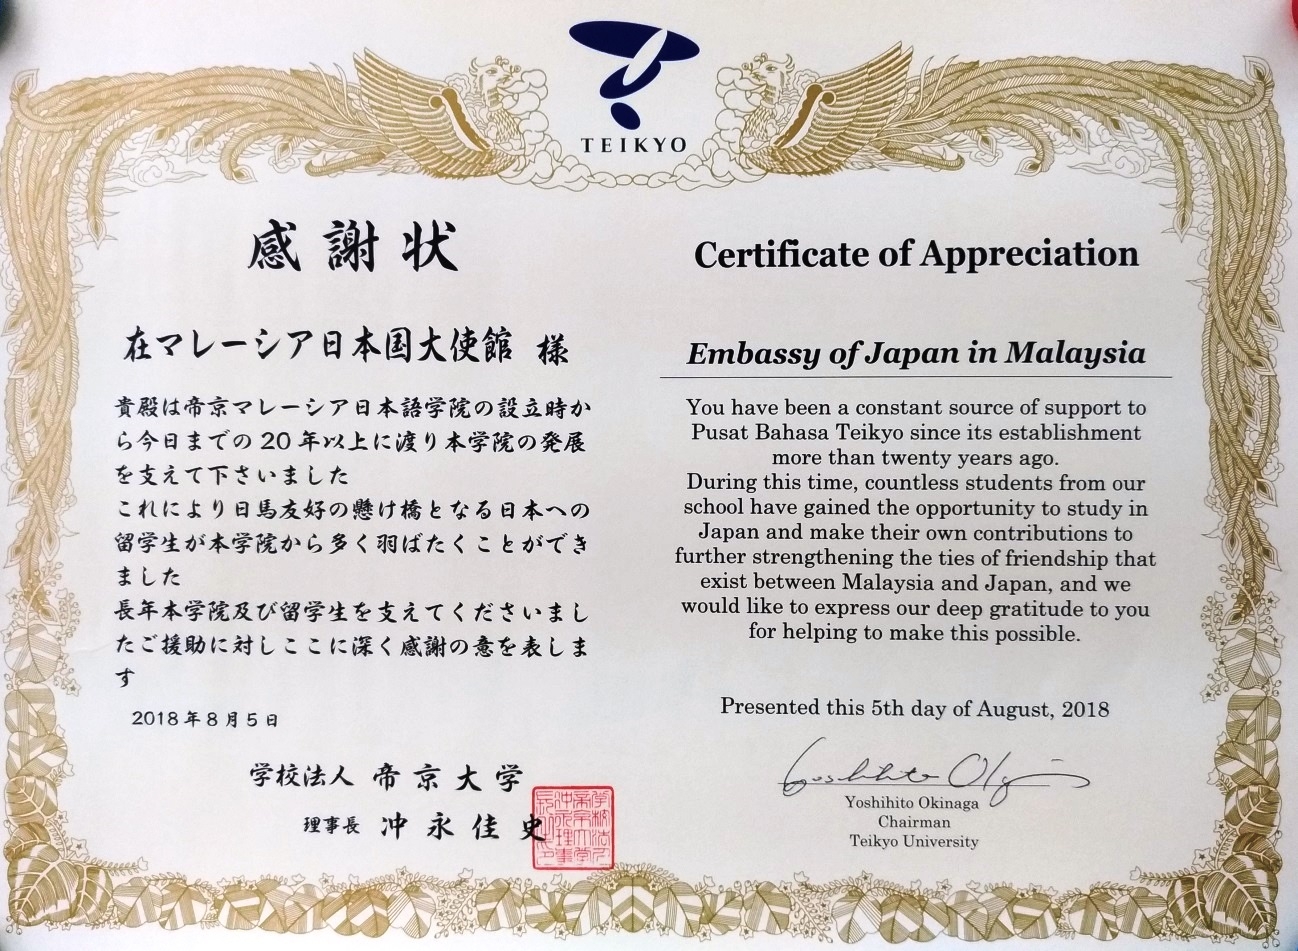 TEIKYO
感謝状
在マレーシア日本国大使館 様
貴殿は帝京マレーシア日本語学院の設立時か
ら今日までの20年以上に渡り本学院の発展
を支えて下さいました
これにより日馬友好の懸け橋となる日本への
留学生が本学院から多く羽ばたくことができ
ました
長年本学院及び留学生を支えてくださいまし
たご援助に対しここに深く感謝の意を表しま
す
2018年8月5日
学校法人 帝京大学
理事長 冲永佳史
Certificate of Appreciation
Embassy of Japan in Malaysia
You have been a constant source of support to
Pusat Bahasa Teikyo since its establishment
more than twenty years ago.
During this time, countless students from our
school have gained the opportunity to study in
Japan and make their own contributions to
further strengthening the ties of friendship that
exist between Malaysia and Japan, and we
would like to express our deep gratitude to you
for helping to make this possible.
Presented this 5th day of August, 2018
Yoshihito Okinaga
Chairman
Teikyo University